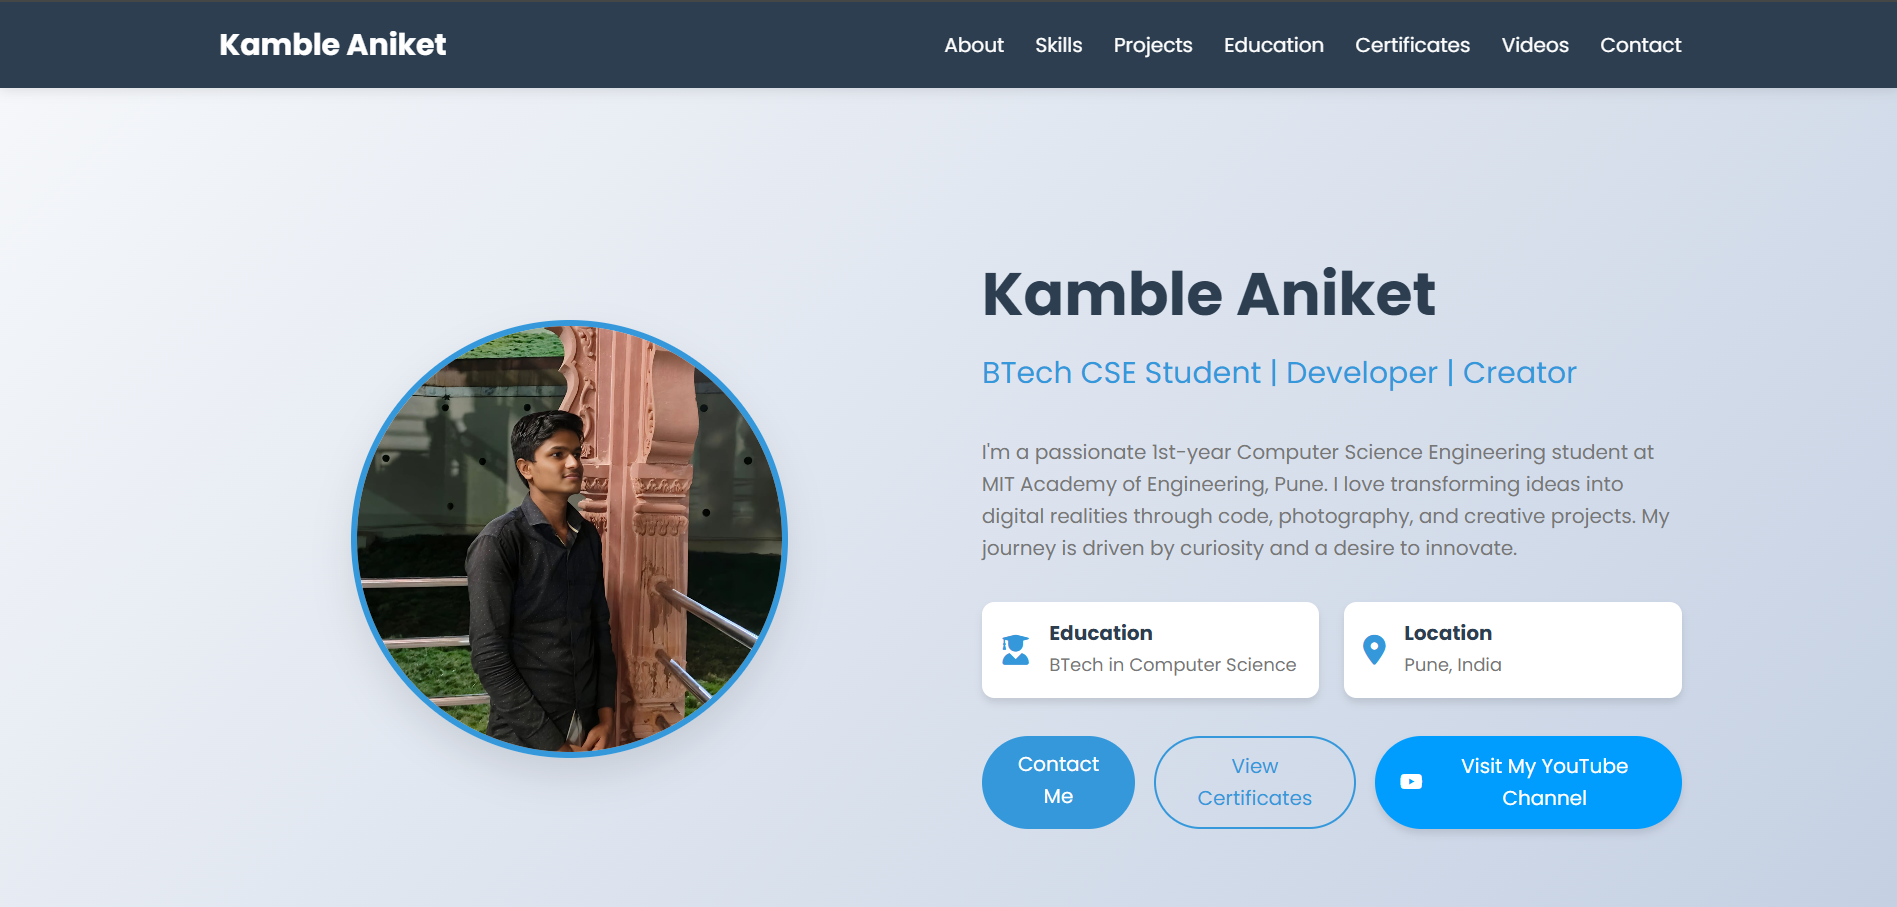 Kamble Aniket
About Skills Projects Education Certificates Videos Contact
Kamble Aniket
BTech CSE Student | Developer | Creator
I'm a passionate 1st-year Computer Science Engineering student at
MIT Academy of Engineering, Pune. I love transforming ideas into
digital realities through code, photography, and creative projects. My
journey is driven by curiosity and a desire to innovate.
Education
BTech in Computer Science
Location
Pune, India
Contact
Me
View
Certificates
Visit My YouTube
Channel